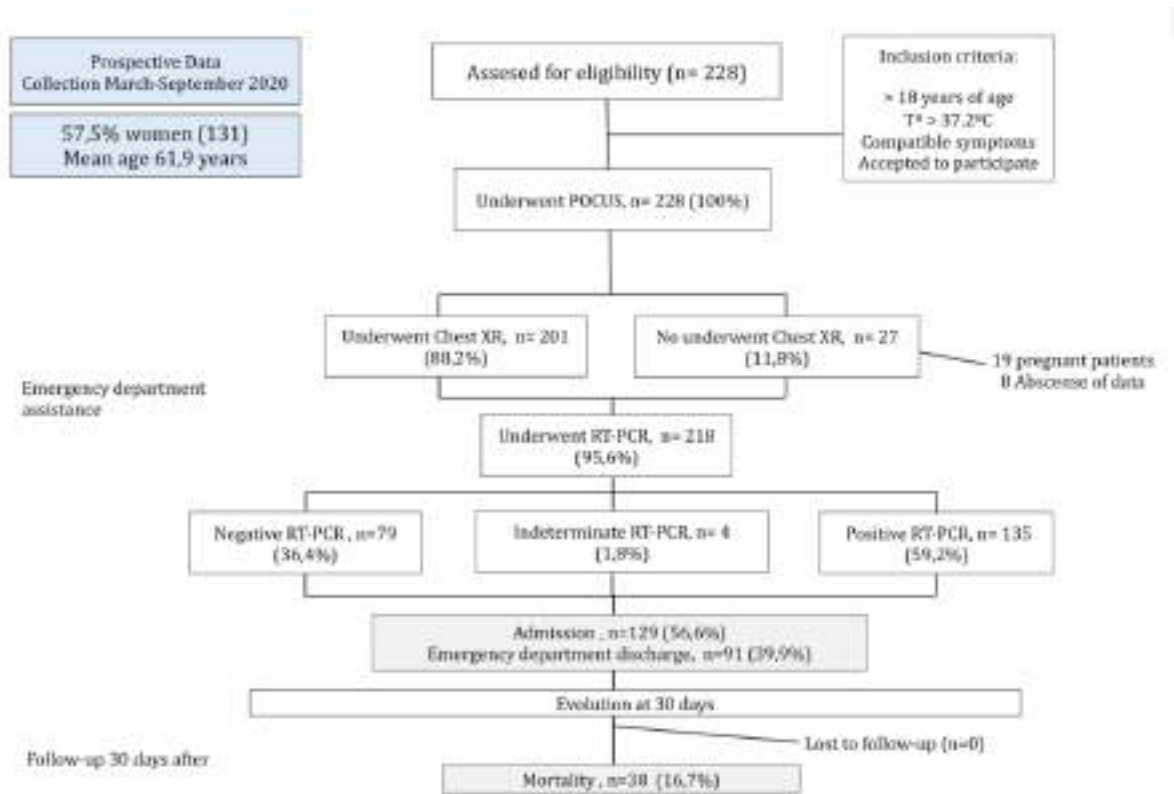 Prospective Data
Collection March-September 2020
57,5% women (131)
Mean age 61,9 years
Assesed for eligibility (n= 228)
Inclusion criteria:
> 18 years of age
Tª > 37.2ºC
Compatible symptoms
Accepted to participate
Underwent POCUS, n= 228 (100%)
Underwent Chest XR, n= 201
(88,2%)
No underwent Chest XR, n= 27
(11,8%)
19 pregnant patients
8 Abscense of data
Emergency department
assistance
Underwent RT-PCR, n= 218
(95,6%)
Negative RT-PCR , n=79
(36,4%)
Indeterminate RT-PCR, n= 4
(1,8%)
Positive RT-PCR, n= 135
(59,2%)
Admission , n=129 (56,6%)
Emergency department discharge, n=91 (39,9%)
Evolution at 30 days
Lost to follow-up (n=0)
Follow-up 30 days after
Mortality , n=38 (16,7%)